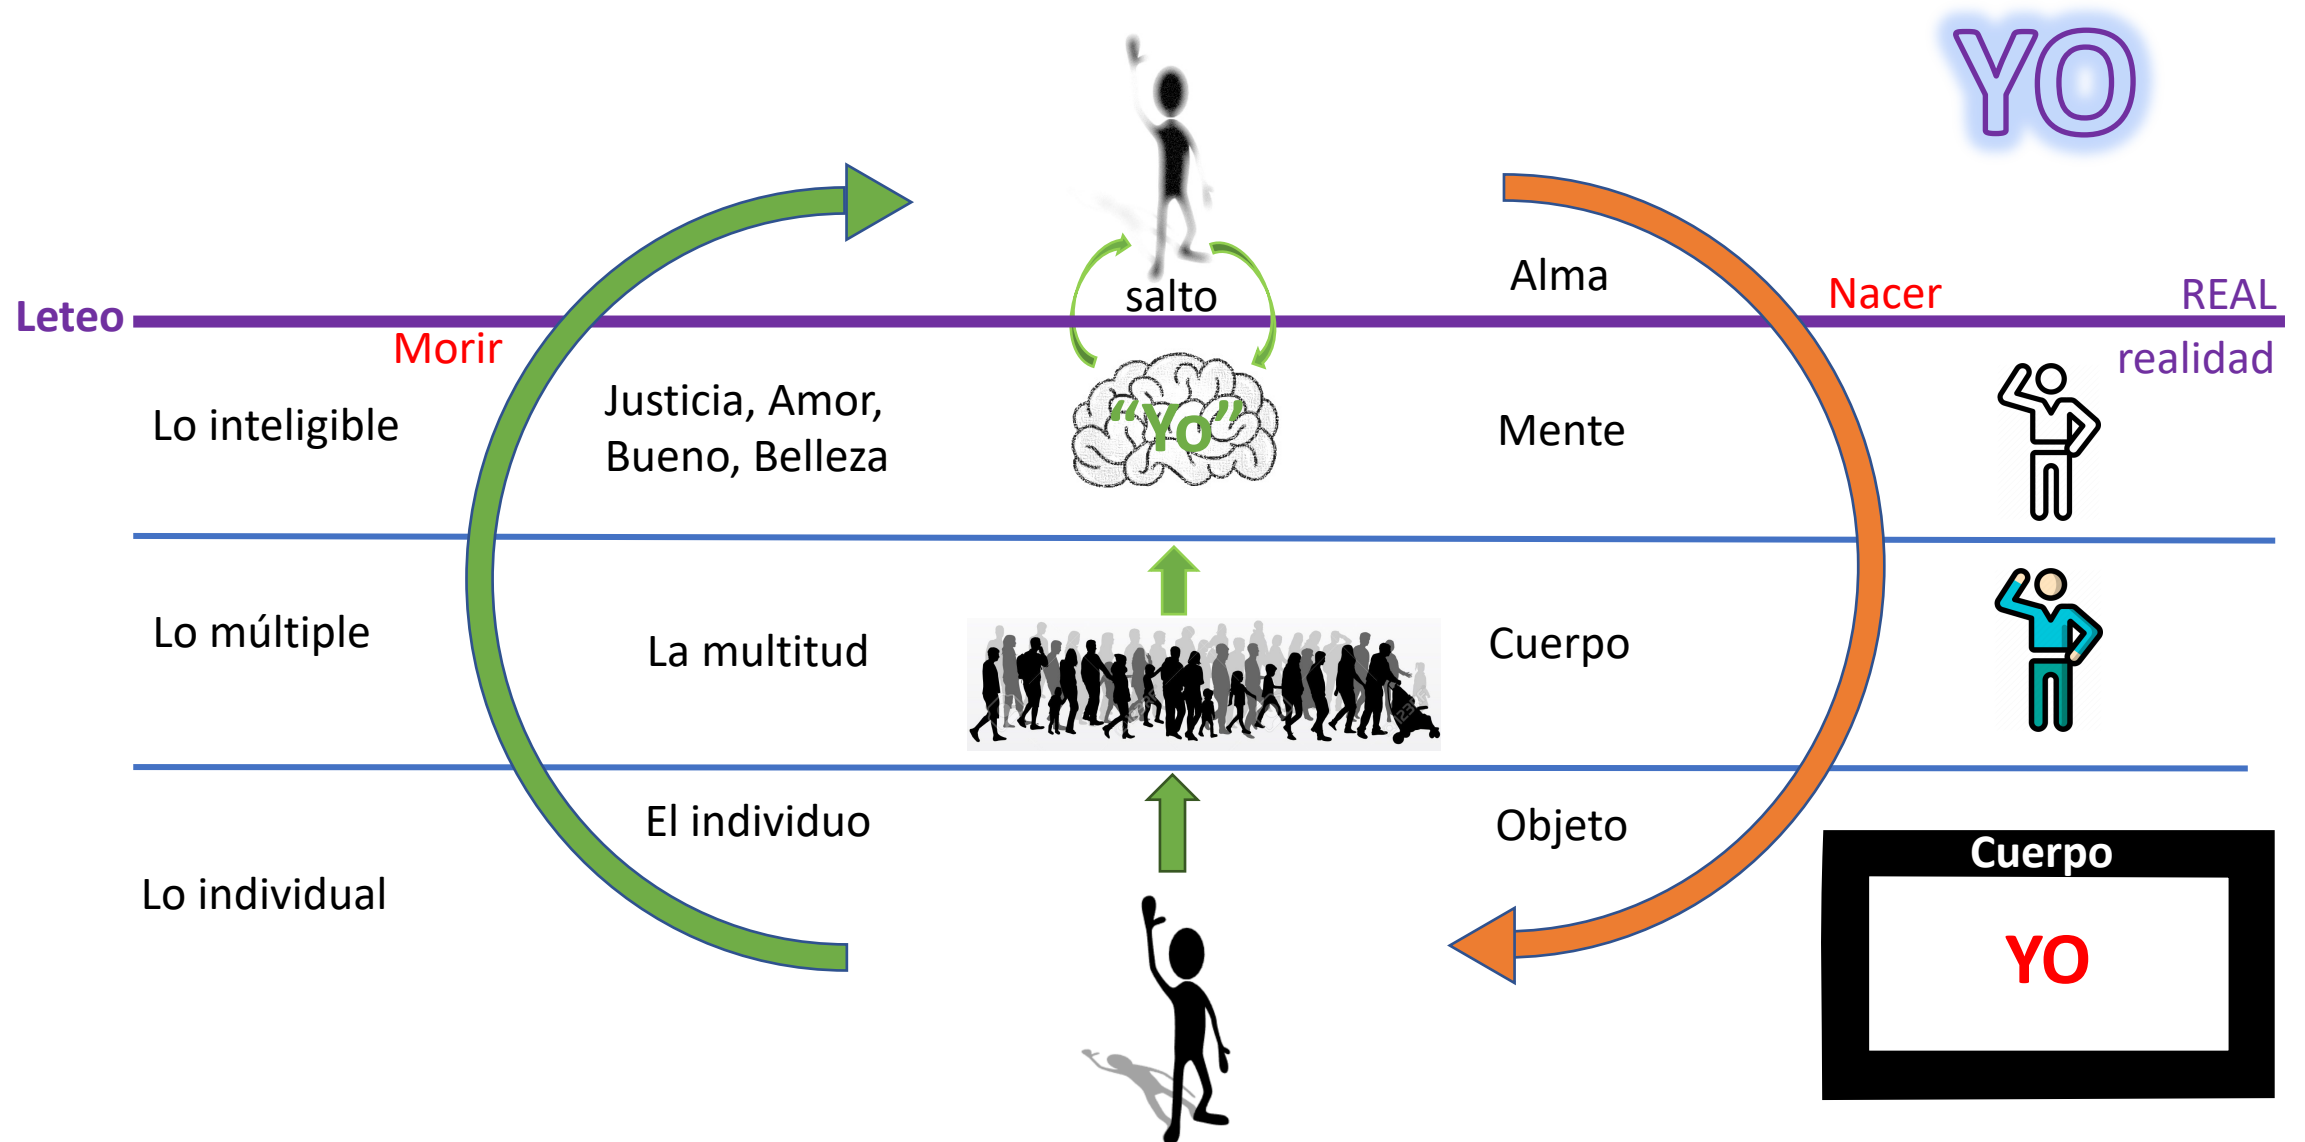 YO
Alma
salto
Nacer
REAL
Leteo
Morir
realidad
Lo inteligible
Justicia, Amor,
Bueno, Belleza
“Yo”
Mente
Lo múltiple
La multitud
Cuerpo
El individuo
Objeto
Lo individual
Cuerpo
YO